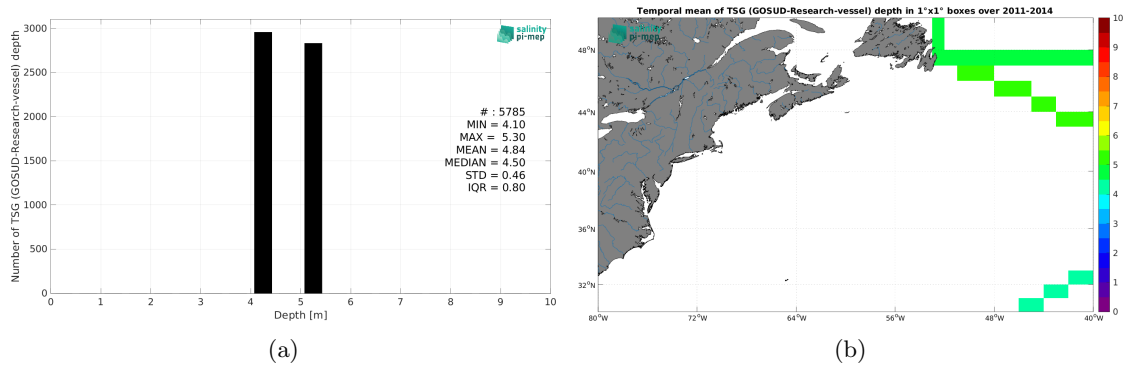 3000
2500
2000
1500
1000
500
0
Number of TSG (GOSUD-Research-vessel) depth
salinity
pi-mep
# : 5785
MIN = 4.10
MAX = 5.30
MEAN = 4.84
MEDIAN = 4.50
STD = 0.46
IQR = 0.80
0 1 2 3 4 5 6 7 8 9 10
Depth [m]
(a)
Temporal mean of TSG (GOSUD-Research-vessel) depth in 1°x1° boxes over 2011-2014
salinity
pi-mep
48°N
44°N
40°N
36°N
32°N
80°W 72°W 64°W 56°W 48°W 40°W
10
9
8
7
6
5
4
3
2
1
0
(b)